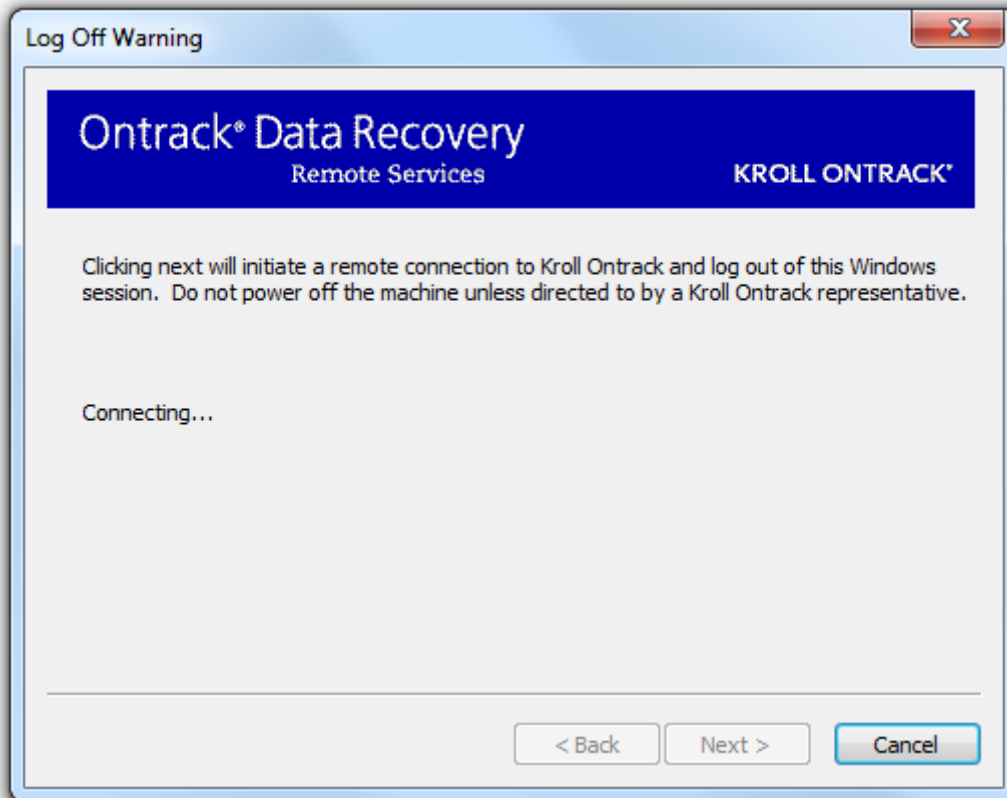 Log Off Warning
X
Ontrack® Data Recovery
Remote Services
KROLL ONTRACK®
Clicking next will initiate a remote connection to Kroll Ontrack and log out of this Windows
session.  Do not power off the machine unless directed to by a Kroll Ontrack representative.
Connecting...
< Back
Next >
Cancel